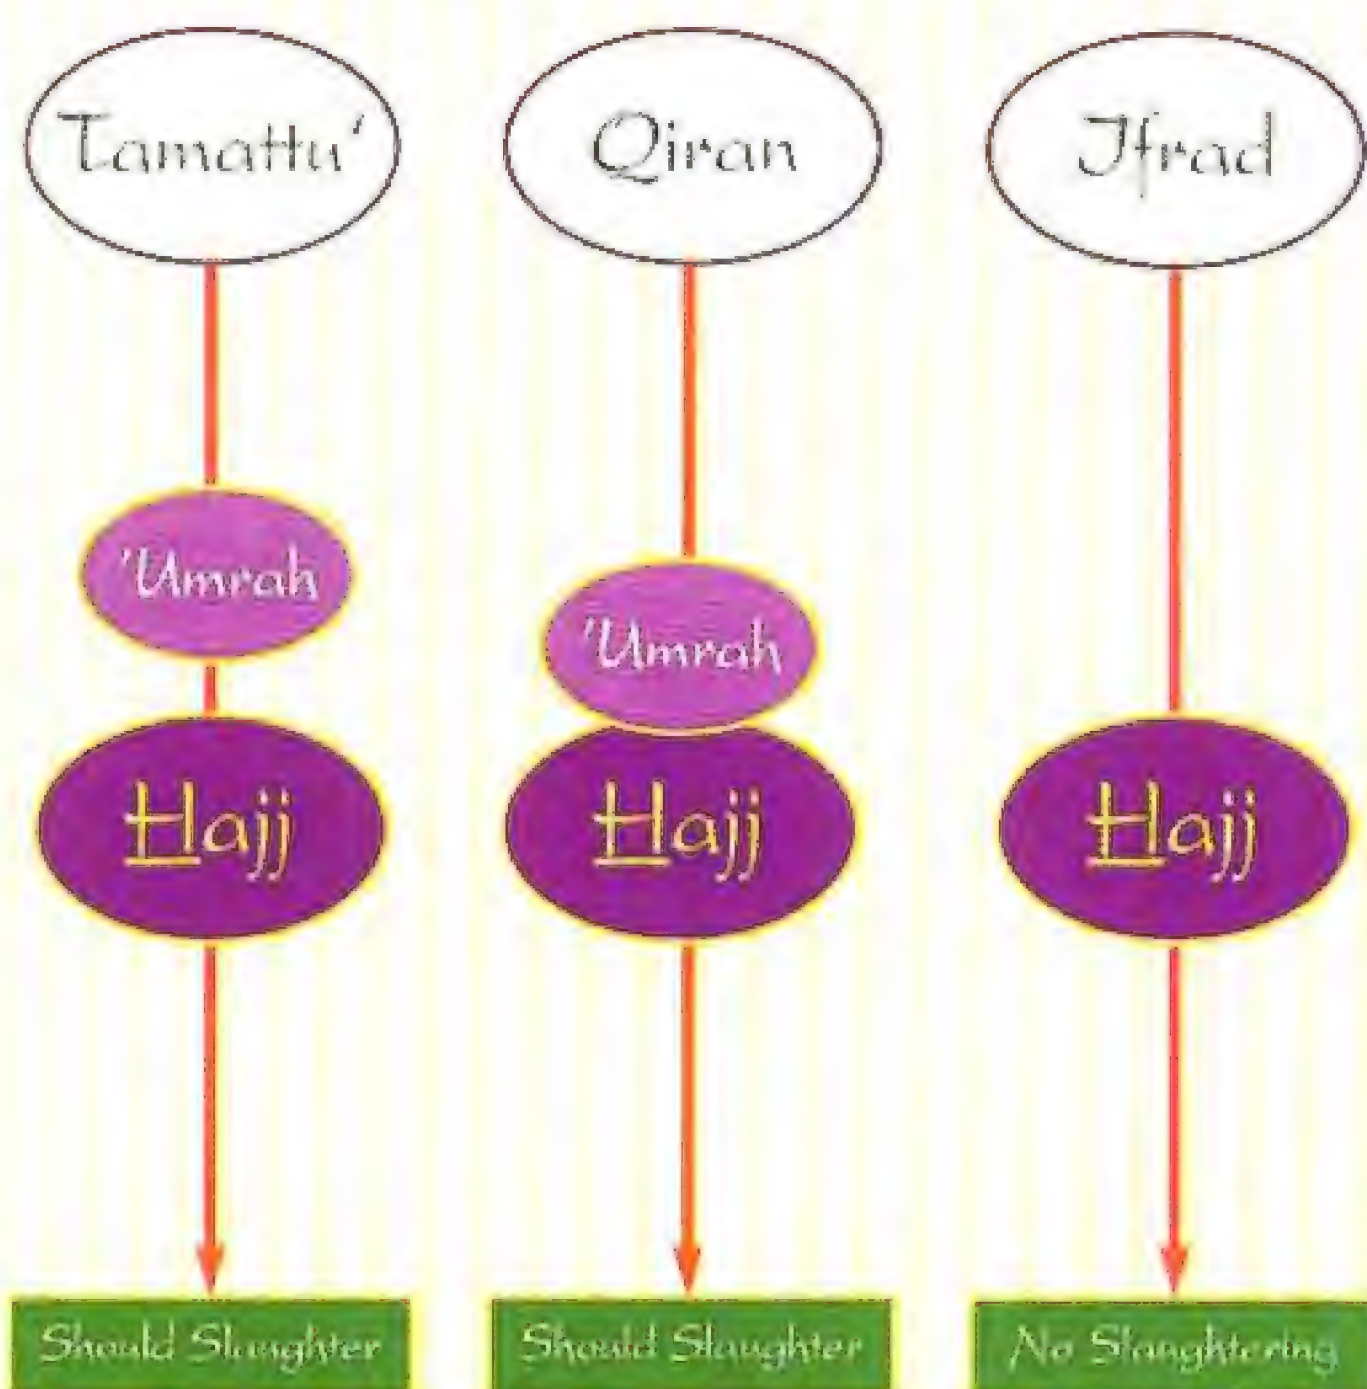 Tamattu'
Qiran
Ifrad
'Umrah
'Umrah
Hajj
Hajj
Hajj
Should Slaughter
Should Slaughter
No Slaughtering